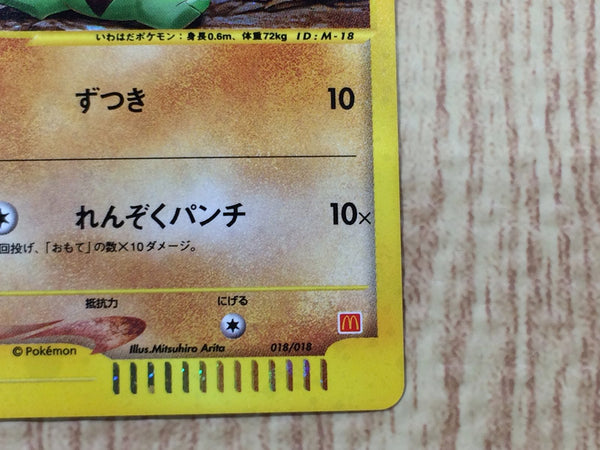 いわはだポケモン：身長0.6m、体重72kg ID:M-18
ずつき 10
れんぞくパンチ 10×
回投げ、「おもて」の数×10ダメージ。
抵抗力 にげる
© Pokémon Illus.Mitsuhiro Arita 018/018